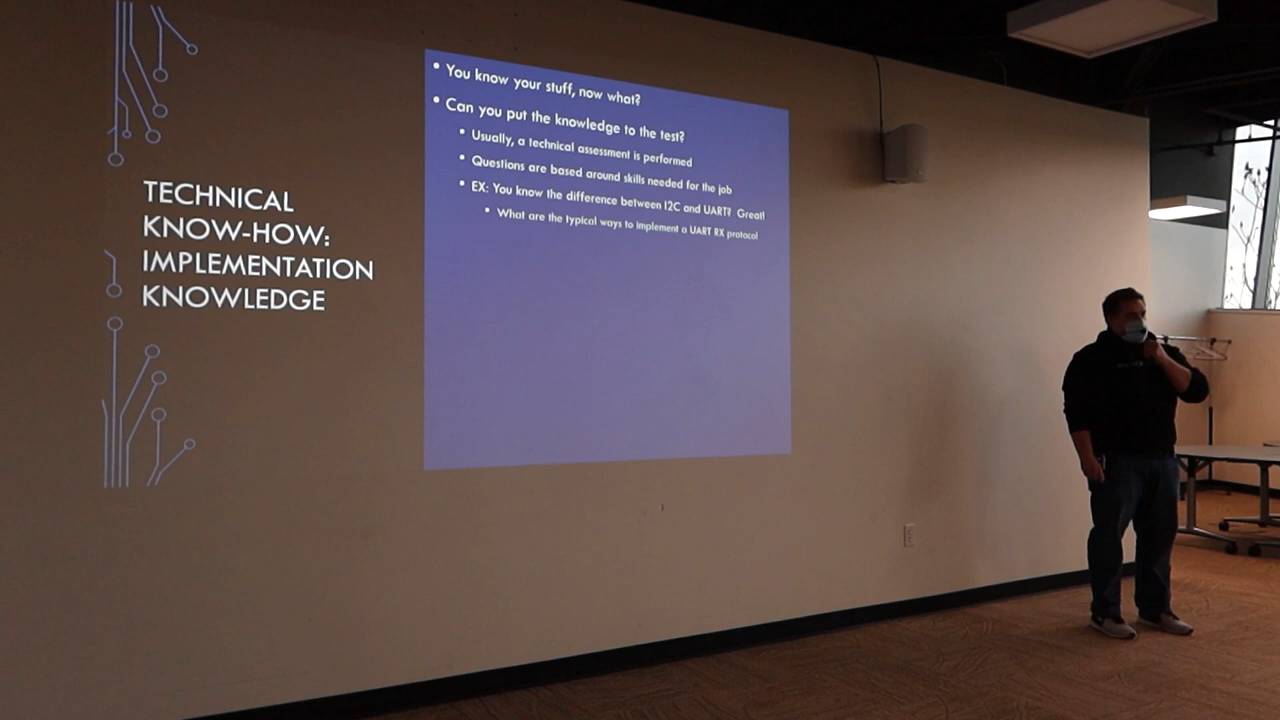 TECHNICAL
KNOW-HOW:
IMPLEMENTATION
KNOWLEDGE
• You know your stuff, now what?
• Can you put the knowledge to the test?
• Usually, a technical assessment is performed
• Questions are based around skills needed for the job
• EX: You know the difference between I2C and UART? Great!
• What are the typical ways to implement a UART RX protocol